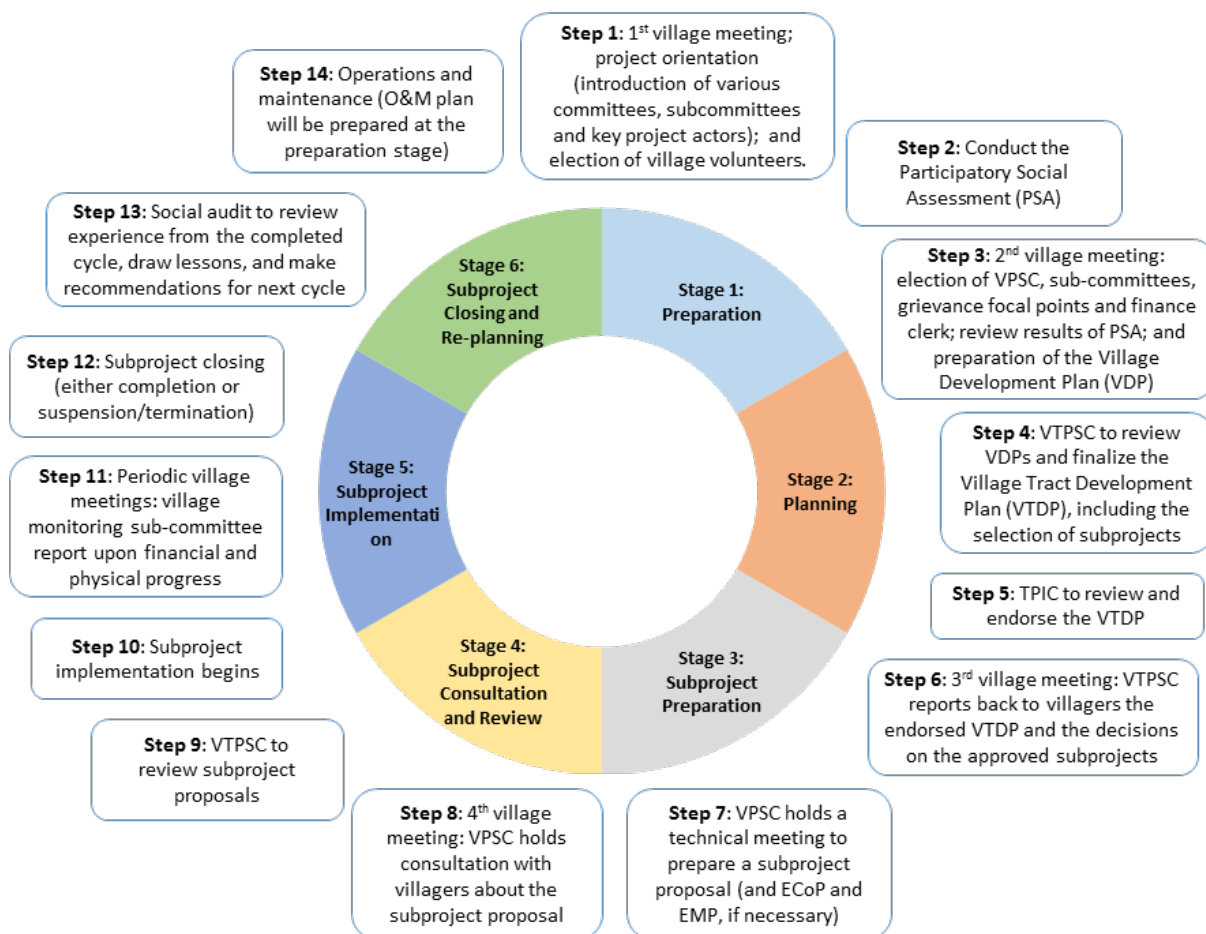 Step 1: 1st village meeting;
project orientation
(introduction of various
committees, subcommittees
and key project actors);  and
election of village volunteers.
Step 2: Conduct the
Participatory Social
Assessment (PSA)
Step 3: 2nd village meeting:
election of VPSC, sub-committees,
grievance focal points and finance
clerk; review results of PSA; and
preparation of the Village
Development Plan (VDP)
Step 4: VTPSC to review
VDPs and finalize the
Village Tract Development
Plan (VTDP), including the
selection of subprojects
Step 5: TPIC to review and
endorse the VTDP
Step 6: 3rd village meeting: VTPSC
reports back to villagers the
endorsed VTDP and the decisions
on the approved subprojects
Step 7: VPSC holds a
technical meeting to
prepare a subproject
proposal (and ECoP and
EMP, if necessary)
Step 8: 4th village
meeting: VPSC holds
consultation with
villagers about the
subproject proposal
Step 9: VTPSC to
review subproject
proposals
Step 10: Subproject
implementation begins
Step 11: Periodic village
meetings: village
monitoring sub-committee
report upon financial and
physical progress
Step 12: Subproject closing
(either completion or
suspension/termination)
Step 13: Social audit to review
experience from the completed
cycle, draw lessons, and make
recommendations for next cycle
Step 14: Operations and
maintenance (O&M plan
will be prepared at the
preparation stage)
Stage 1:
Preparation
Stage 2:
Planning
Stage 3:
Subproject
Preparation
Stage 4:
Subproject
Consultation
and Review
Stage 5:
Subproject
Implementati
on
Stage 6:
Subproject
Closing and
Re-planning